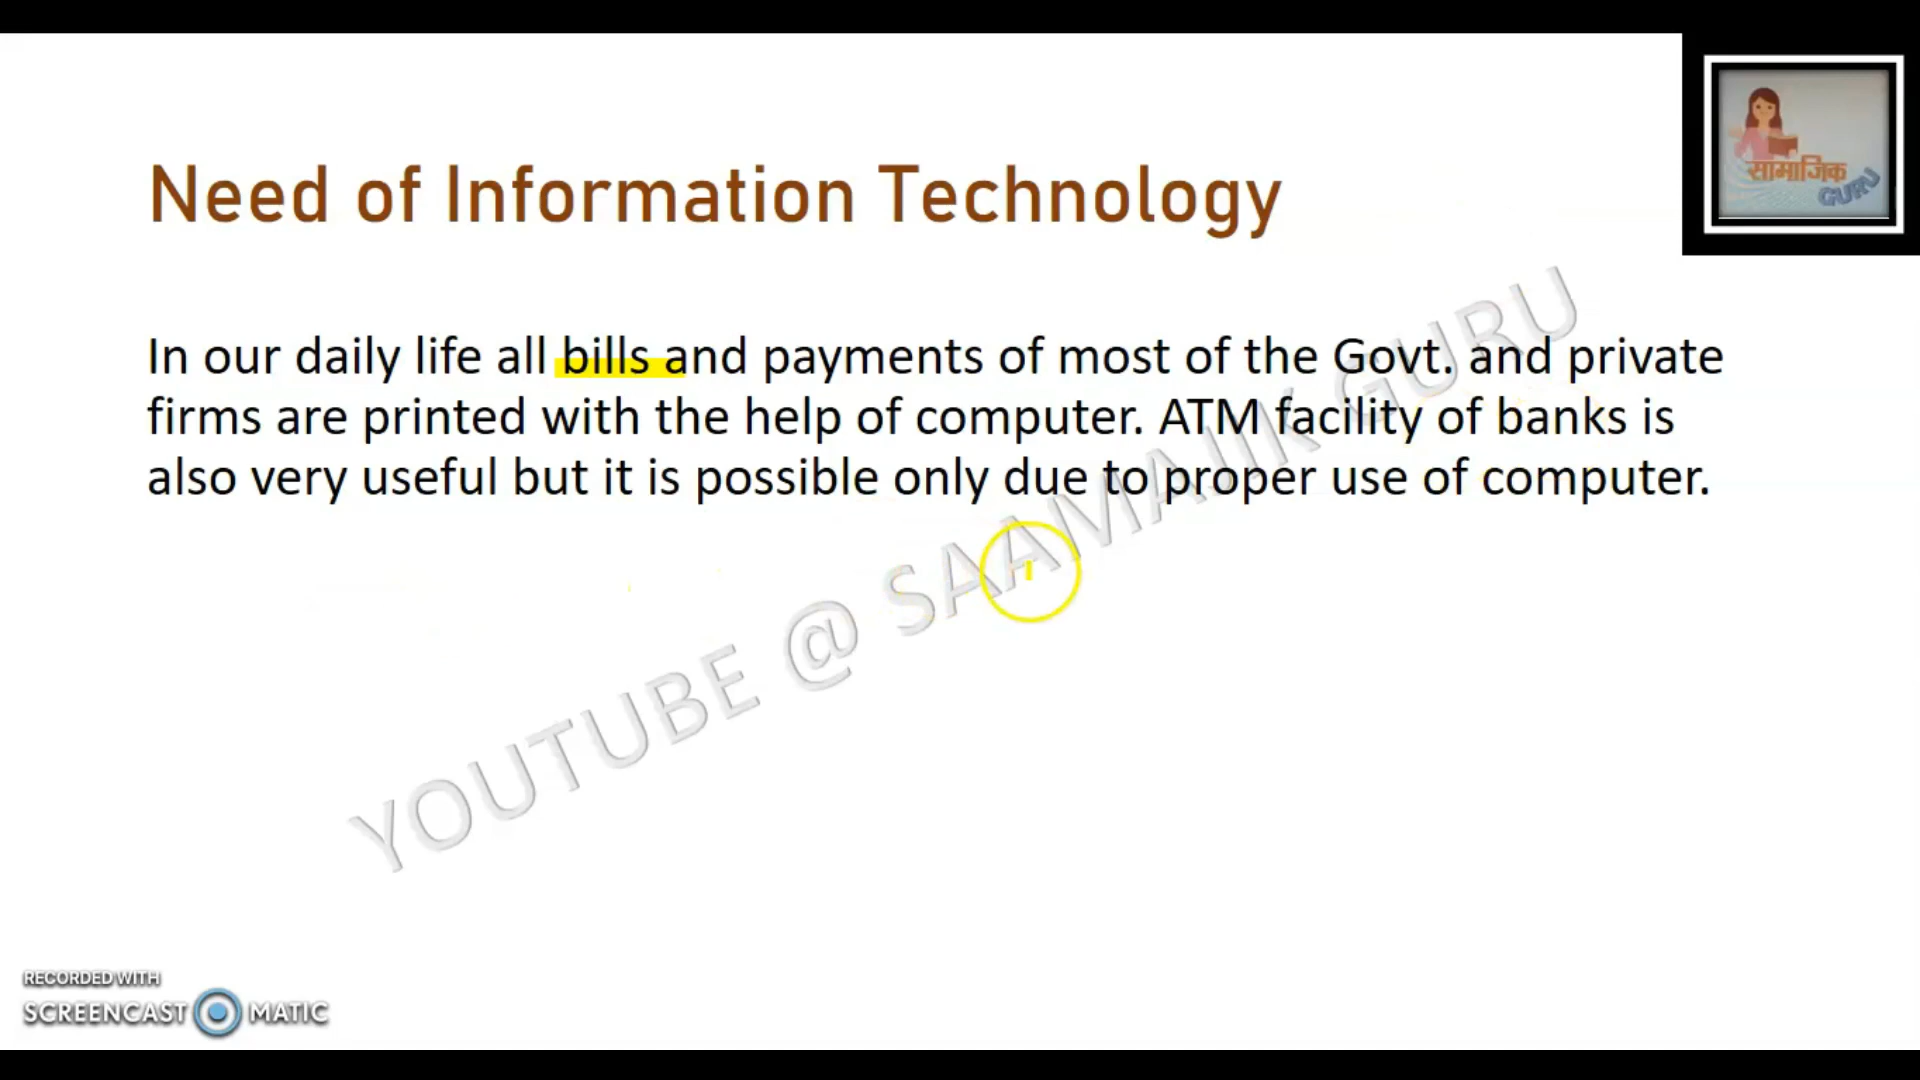 सामाजिक
GURU
Need of Information Technology
In our daily life all bills and payments of most of the Govt. and private
firms are printed with the help of computer. ATM facility of banks is
also very useful but it is possible only due to proper use of computer.
YOUTUBE @ SAAMAJIK GURU
RECORDED WITH
SCREENCAST MATIC